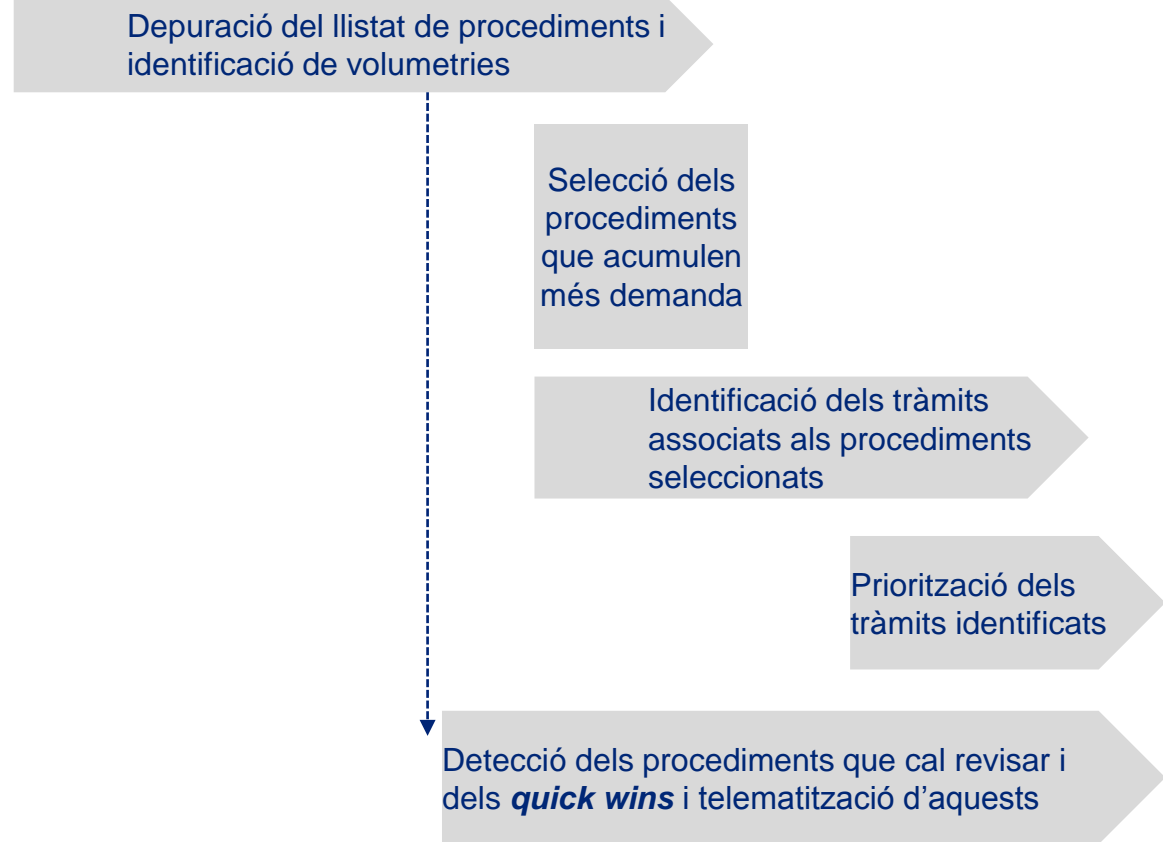 Depuració del llistat de procediments i
identificació de volumetries
Selecció dels
procediments
que acumulen
més demanda
Identificació dels tràmits
associats als procediments
seleccionats
Priorització dels
tràmits identificats
Detecció dels procediments que cal revisar i
dels quick wins i telematització d’aquests